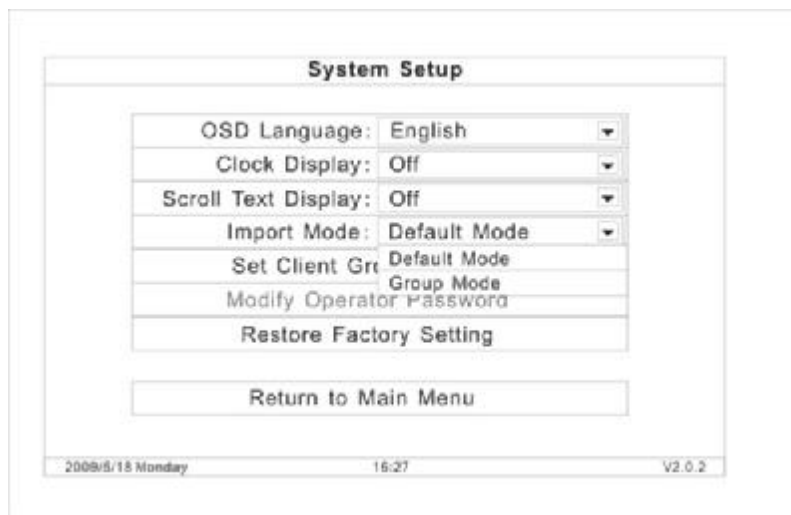 System Setup
OSD Language: English
Clock Display: Off
Scroll Text Display: Off
Import Mode: Default Mode
Default Mode
Set Client
Group Mode
Modify Operator Password
Restore Factory Setting
Return to Main Menu
2009/5/18 Monday 16:27 V2.0.2